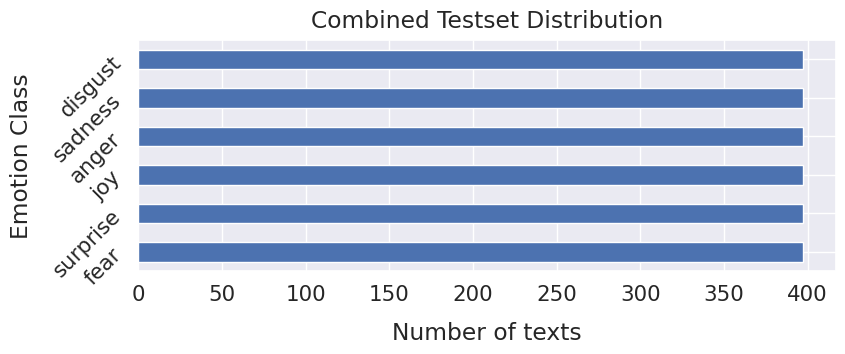 Combined Testset Distribution
Emotion Class
disgust
sadness
anger
joy
surprise
fear
0 50 100 150 200 250 300 350 400
Number of texts